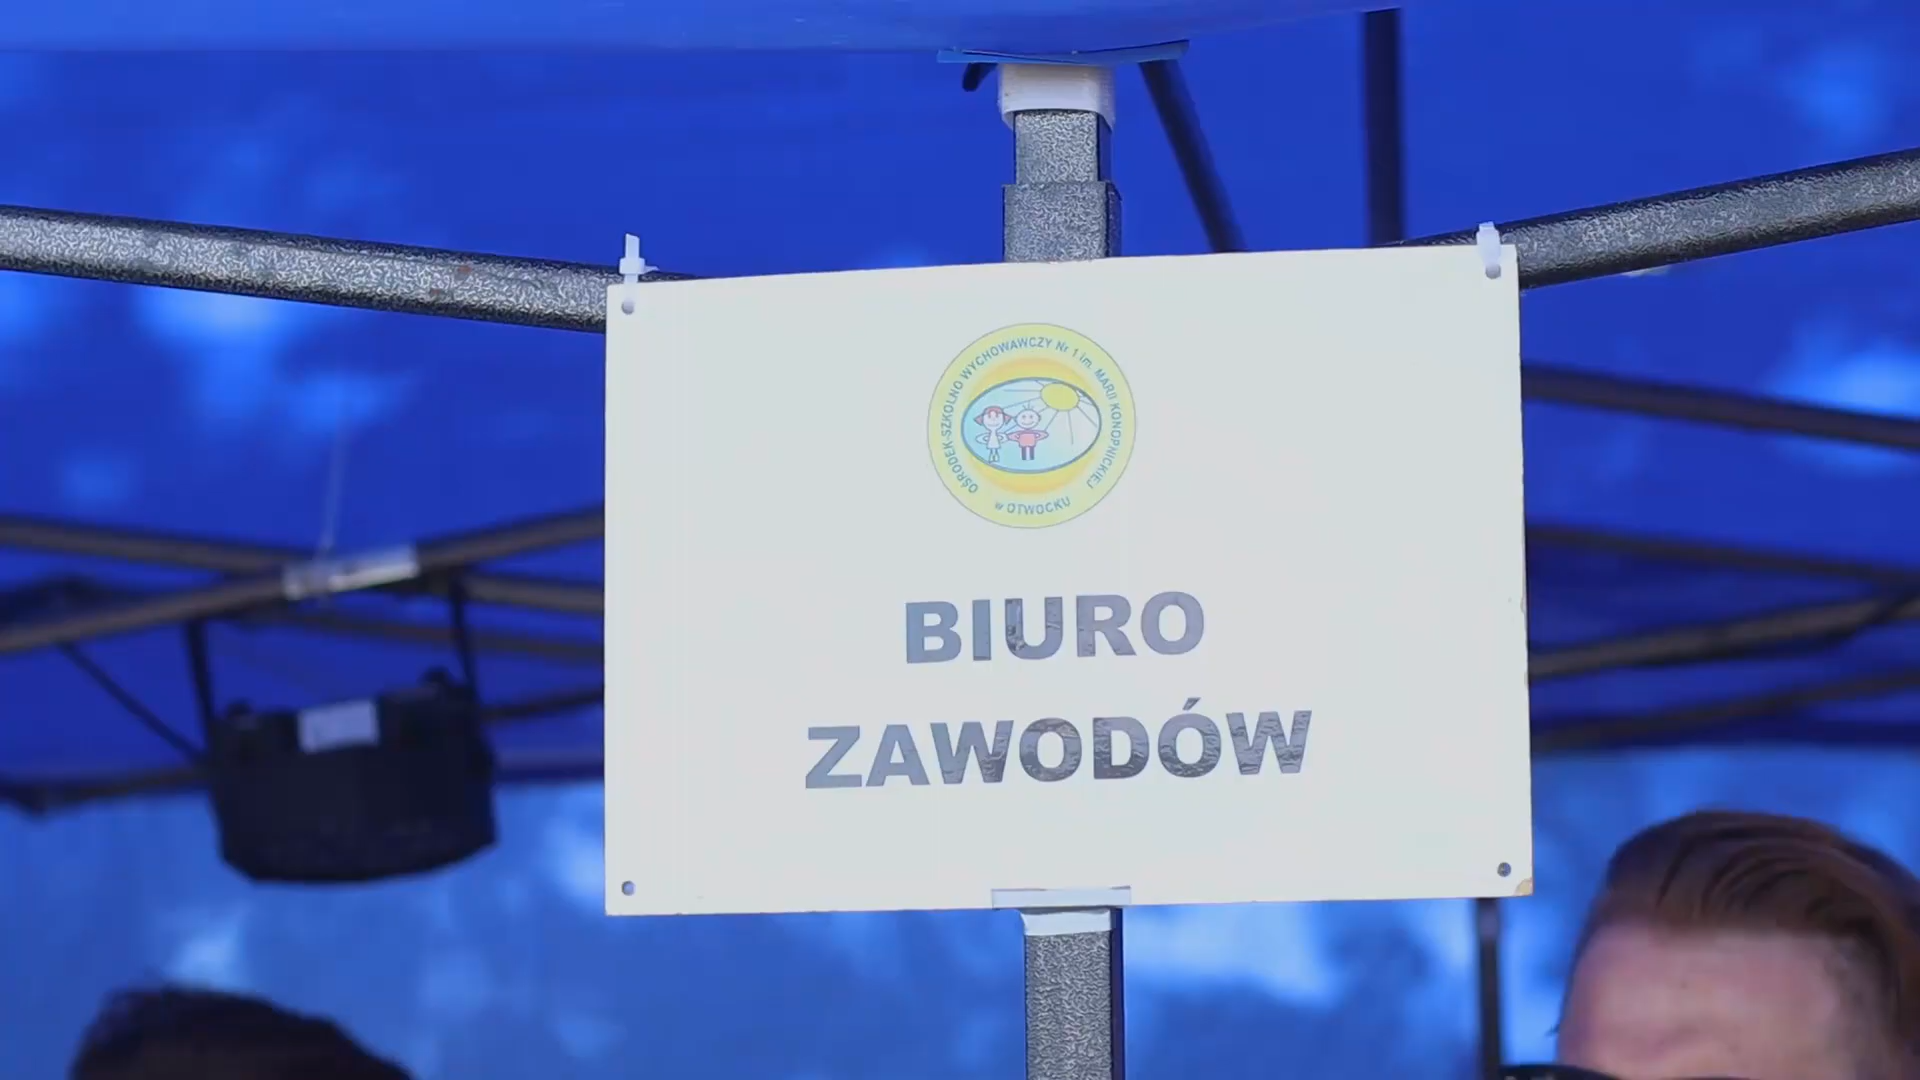 OŚRODEK SZKOLNO WYCHOWAWCZY Nr 1 im. MARII KONOPNICKIEJ
w OTWOCKU
BIURO
ZAWODÓW